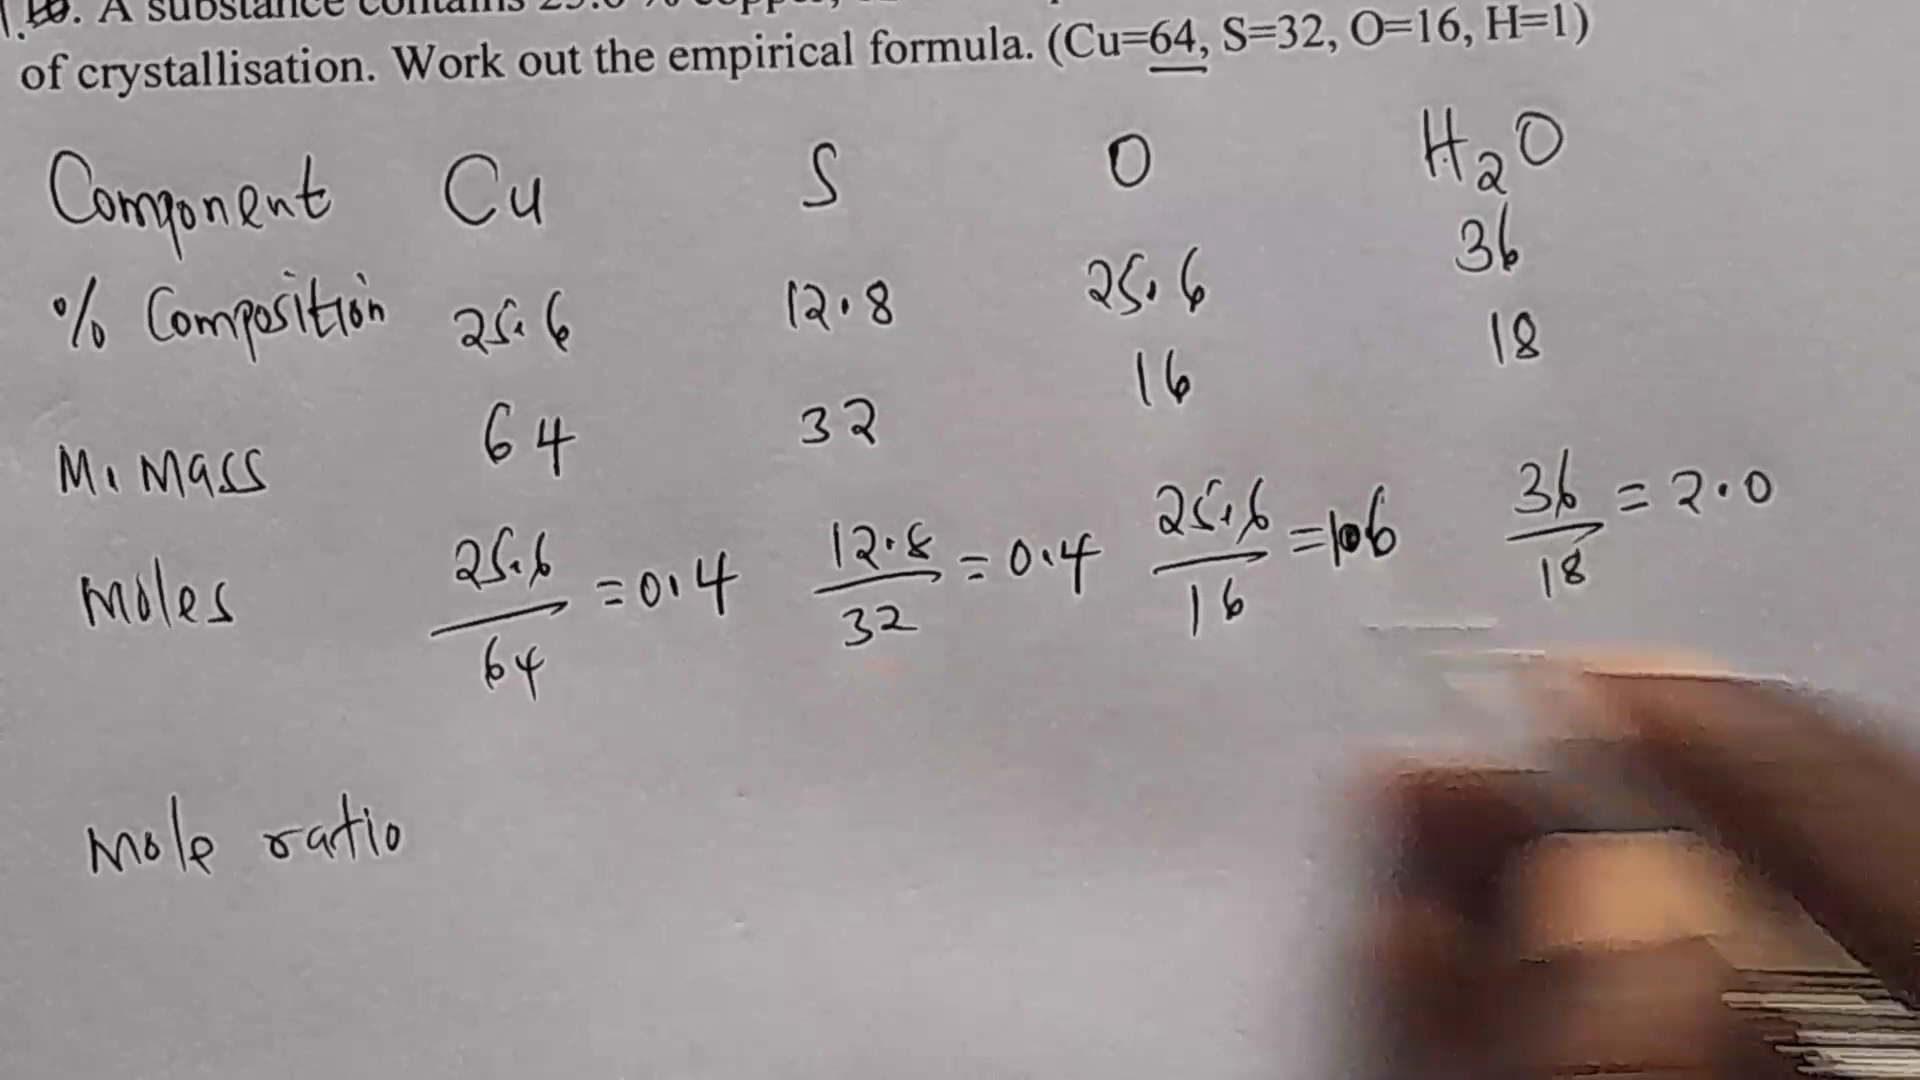 A substance contains
of crystallisation. Work out the empirical formula. (Cu=64, S=32, O=16, H=1)
Component Cu S O H2O
% Composition 25.6 12.8 25.6 36
M. Mass 64 32 16 18
Moles 25.6/64 = 0.4 12.8/32 = 0.4 25.6/16 = 1.6 36/18 = 2.0
Mole ratio